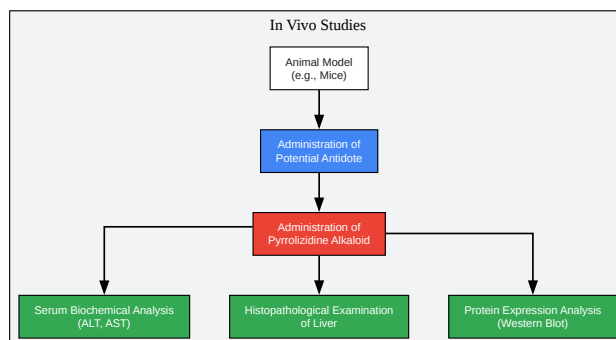 In Vivo Studies
Animal Model
(e.g., Mice)
Administration of
Potential Antidote
Administration of
Pyrrolizidine Alkaloid
Serum Biochemical Analysis
(ALT, AST)
Histopathological Examination
of Liver
Protein Expression Analysis
(Western Blot)